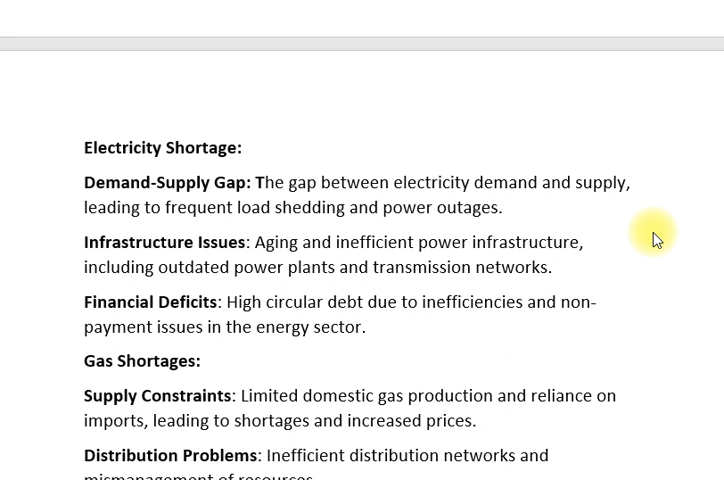 Electricity Shortage:
Demand-Supply Gap: The gap between electricity demand and supply,
leading to frequent load shedding and power outages.
Infrastructure Issues: Aging and inefficient power infrastructure,
including outdated power plants and transmission networks.
Financial Deficits: High circular debt due to inefficiencies and non-
payment issues in the energy sector.
Gas Shortages:
Supply Constraints: Limited domestic gas production and reliance on
imports, leading to shortages and increased prices.
Distribution Problems: Inefficient distribution networks and
mismanagement of resources.